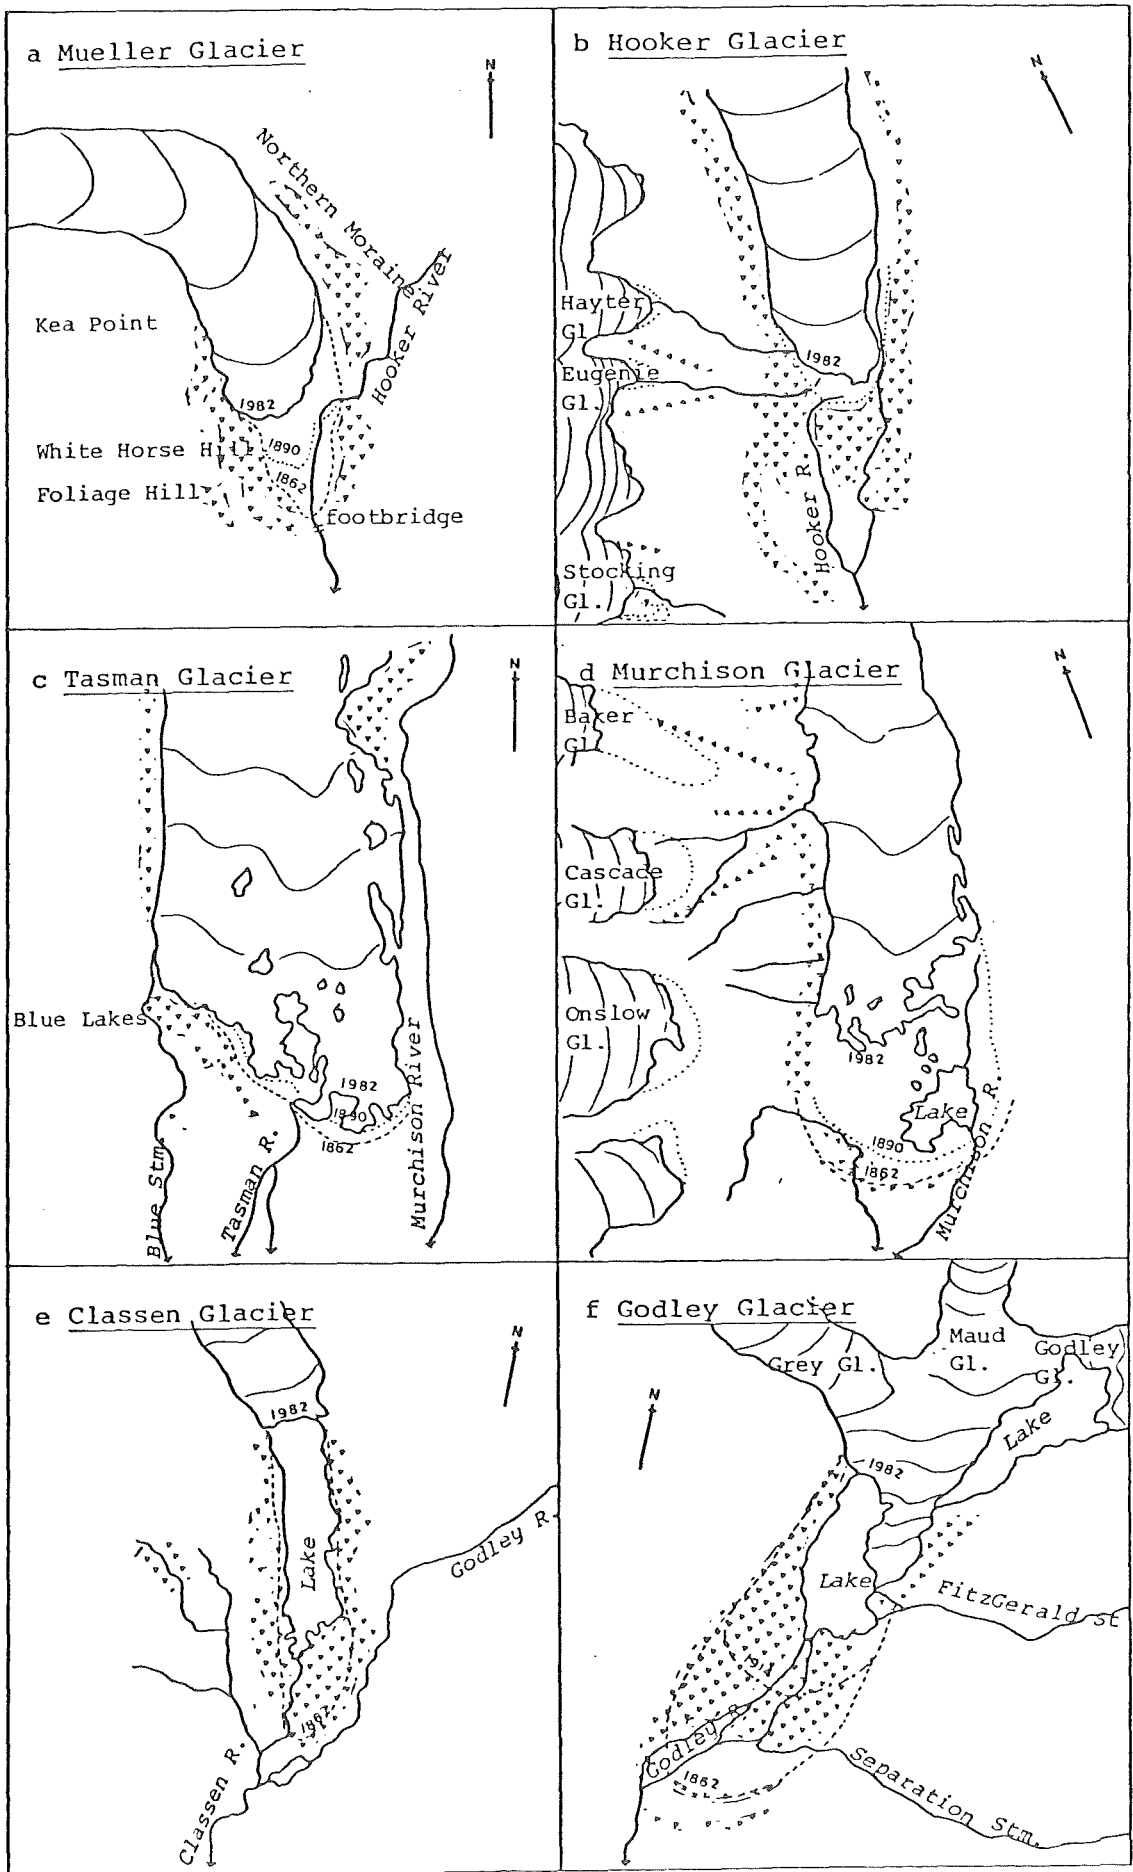 a Mueller Glacier
N
Northern Moraine
Hooker River
Kea Point
1982
White Horse Hill
1890
1862
Foliage Hill
footbridge
b Hooker Glacier
N
Hayter
Gl.
1982
Eugenie
Gl.
Hooker R.
Stocking
Gl.
c Tasman Glacier
N
Blue Lakes
1982
1890
1862
Blue Stm.
Tasman R.
Murchison River
d Murchison Glacier
N
Baker
Gl.
Cascade
Gl.
Onslow
Gl.
1982
Lake
1890
1862
Murchison R.
e Classen Glacier
N
1982
Lake
Godley R.
1862
Classen R.
f Godley Glacier
N
Grey Gl.
Maud
Gl.
Godley
Gl.
Lake
1982
Lake
FitzGerald st
Godley R
1862
Separation Stm.